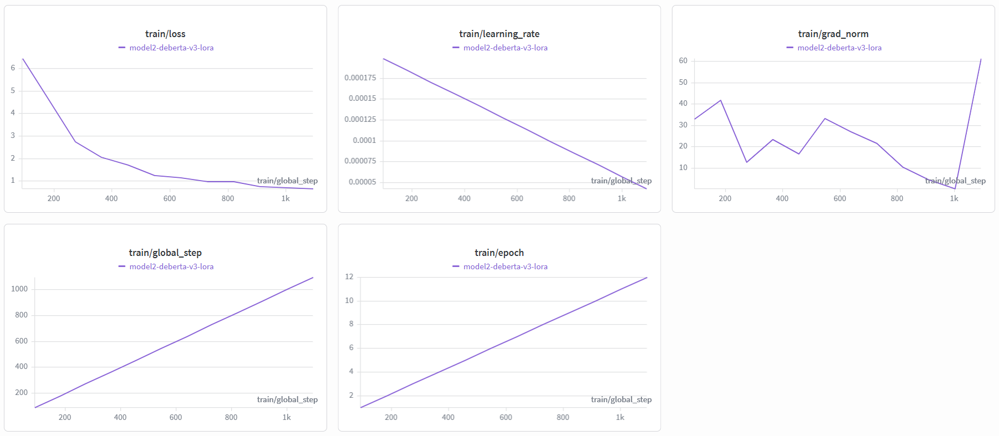 train/loss
model2-deberta-v3-lora
6
5
4
3
2
1
train/global_step
200 400 600 800 1k
train/learning_rate
model2-deberta-v3-lora
0.000175
0.00015
0.000125
0.0001
0.000075
0.00005
train/global_step
200 400 600 800 1k
train/grad_norm
model2-deberta-v3-lora
60
50
40
30
20
10
train/global_step
200 400 600 800 1k
train/global_step
model2-deberta-v3-lora
1000
800
600
400
200
train/global_step
200 400 600 800 1k
train/epoch
model2-deberta-v3-lora
12
10
8
6
4
2
train/global_step
200 400 600 800 1k